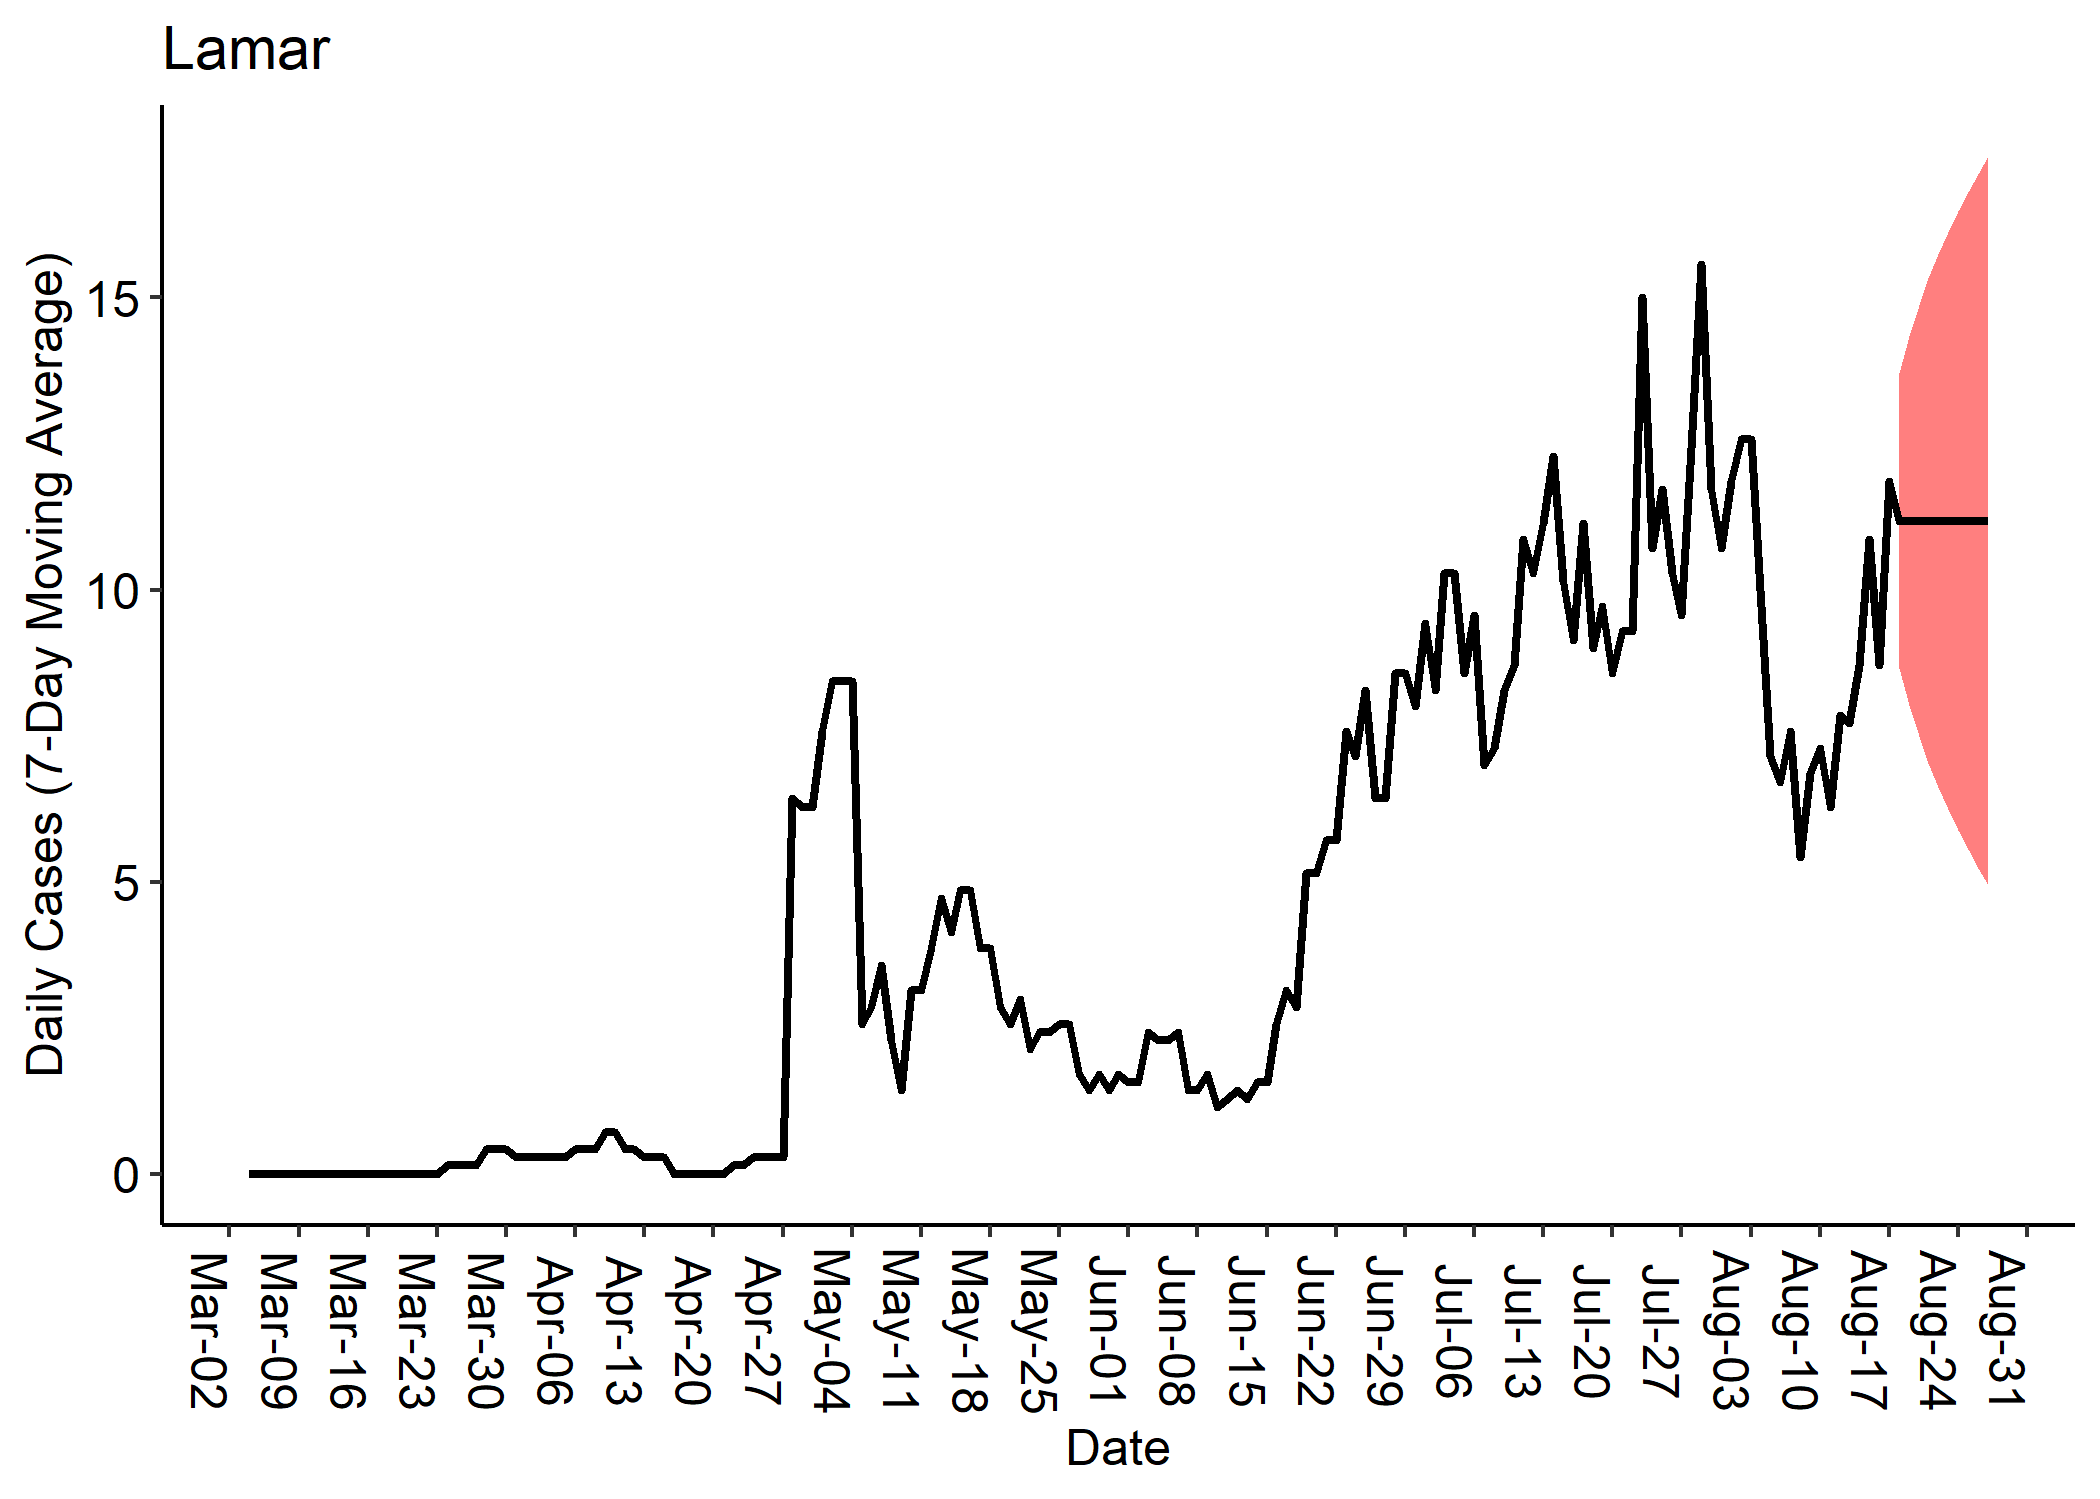 Lamar
Daily Cases (7-Day Moving Average)
15
10
5
0
Mar-02
Mar-09
Mar-16
Mar-23
Mar-30
Apr-06
Apr-13
Apr-20
Apr-27
May-04
May-11
May-18
May-25
Jun-01
Jun-08
Jun-15
Jun-22
Jun-29
Jul-06
Jul-13
Jul-20
Jul-27
Aug-03
Aug-10
Aug-17
Aug-24
Aug-31
Date